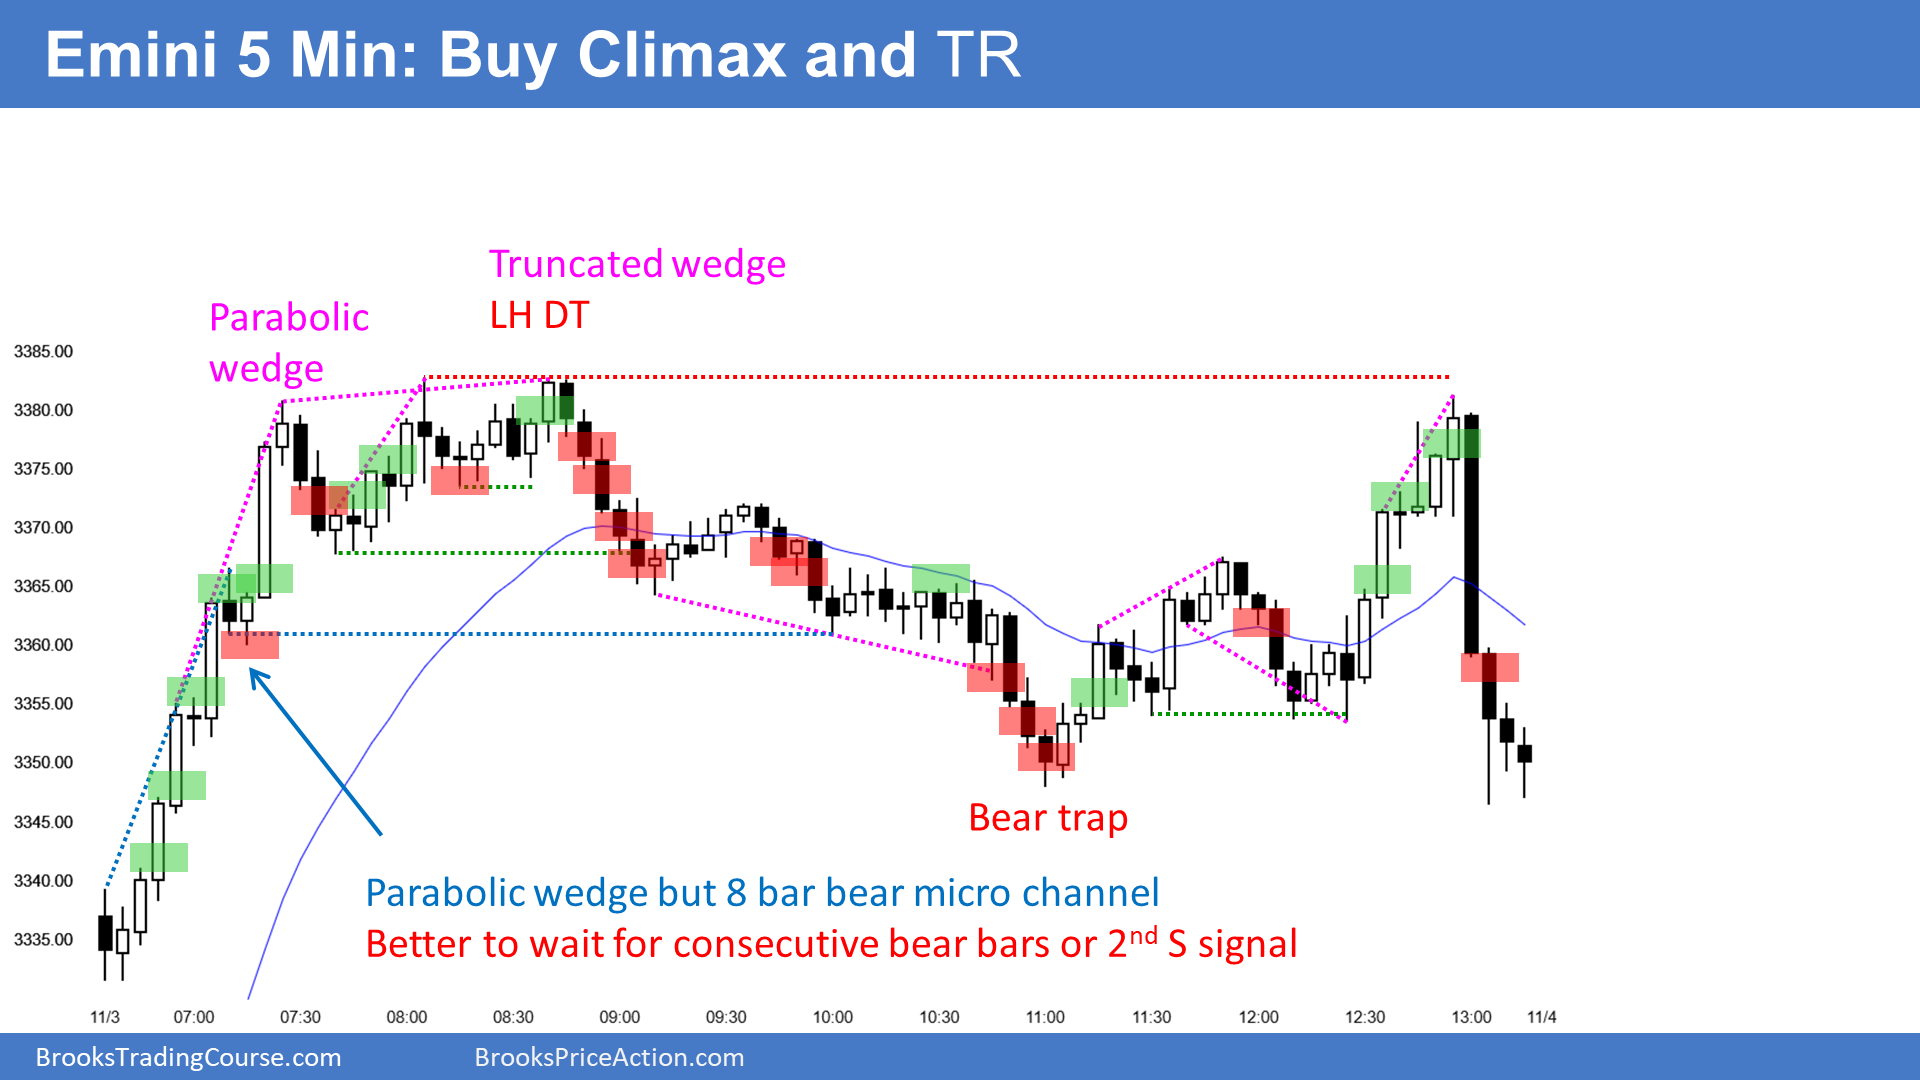 Emini 5 Min: Buy Climax and TR
Truncated wedge
LH DT
Parabolic
wedge
3385.00
3380.00
3375.00
3370.00
3365.00
3360.00
3355.00
3350.00
3345.00
3340.00
3335.00
Bear trap
Parabolic wedge but 8 bar bear micro channel
Better to wait for consecutive bear bars or 2nd S signal
11/3 07:00 07:30 08:00 08:30 09:00 09:30 10:00 10:30 11:00 11:30 12:00 12:30 13:00 11/4
BrooksTradingCourse.com BrooksPriceAction.com